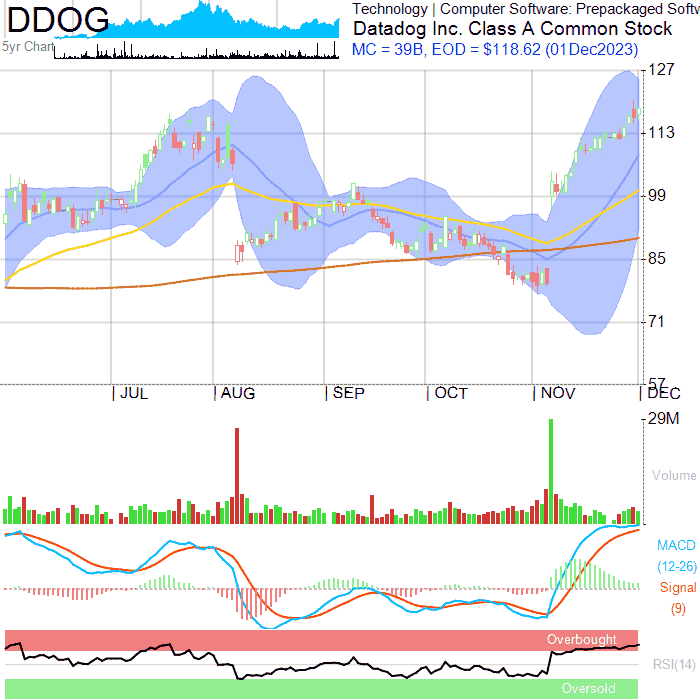 DDOG
Technology | Computer Software: Prepackaged Softw
Datadog Inc. Class A Common Stock
5yr Chart
MC = 39B, EOD = $118.62 (01Dec2023)
127
113
99
85
71
57
JUL
AUG
SEP
OCT
NOV
DEC
29M
Volume
MACD
(12-26)
Signal
(9)
Overbought
RSI(14)
Oversold